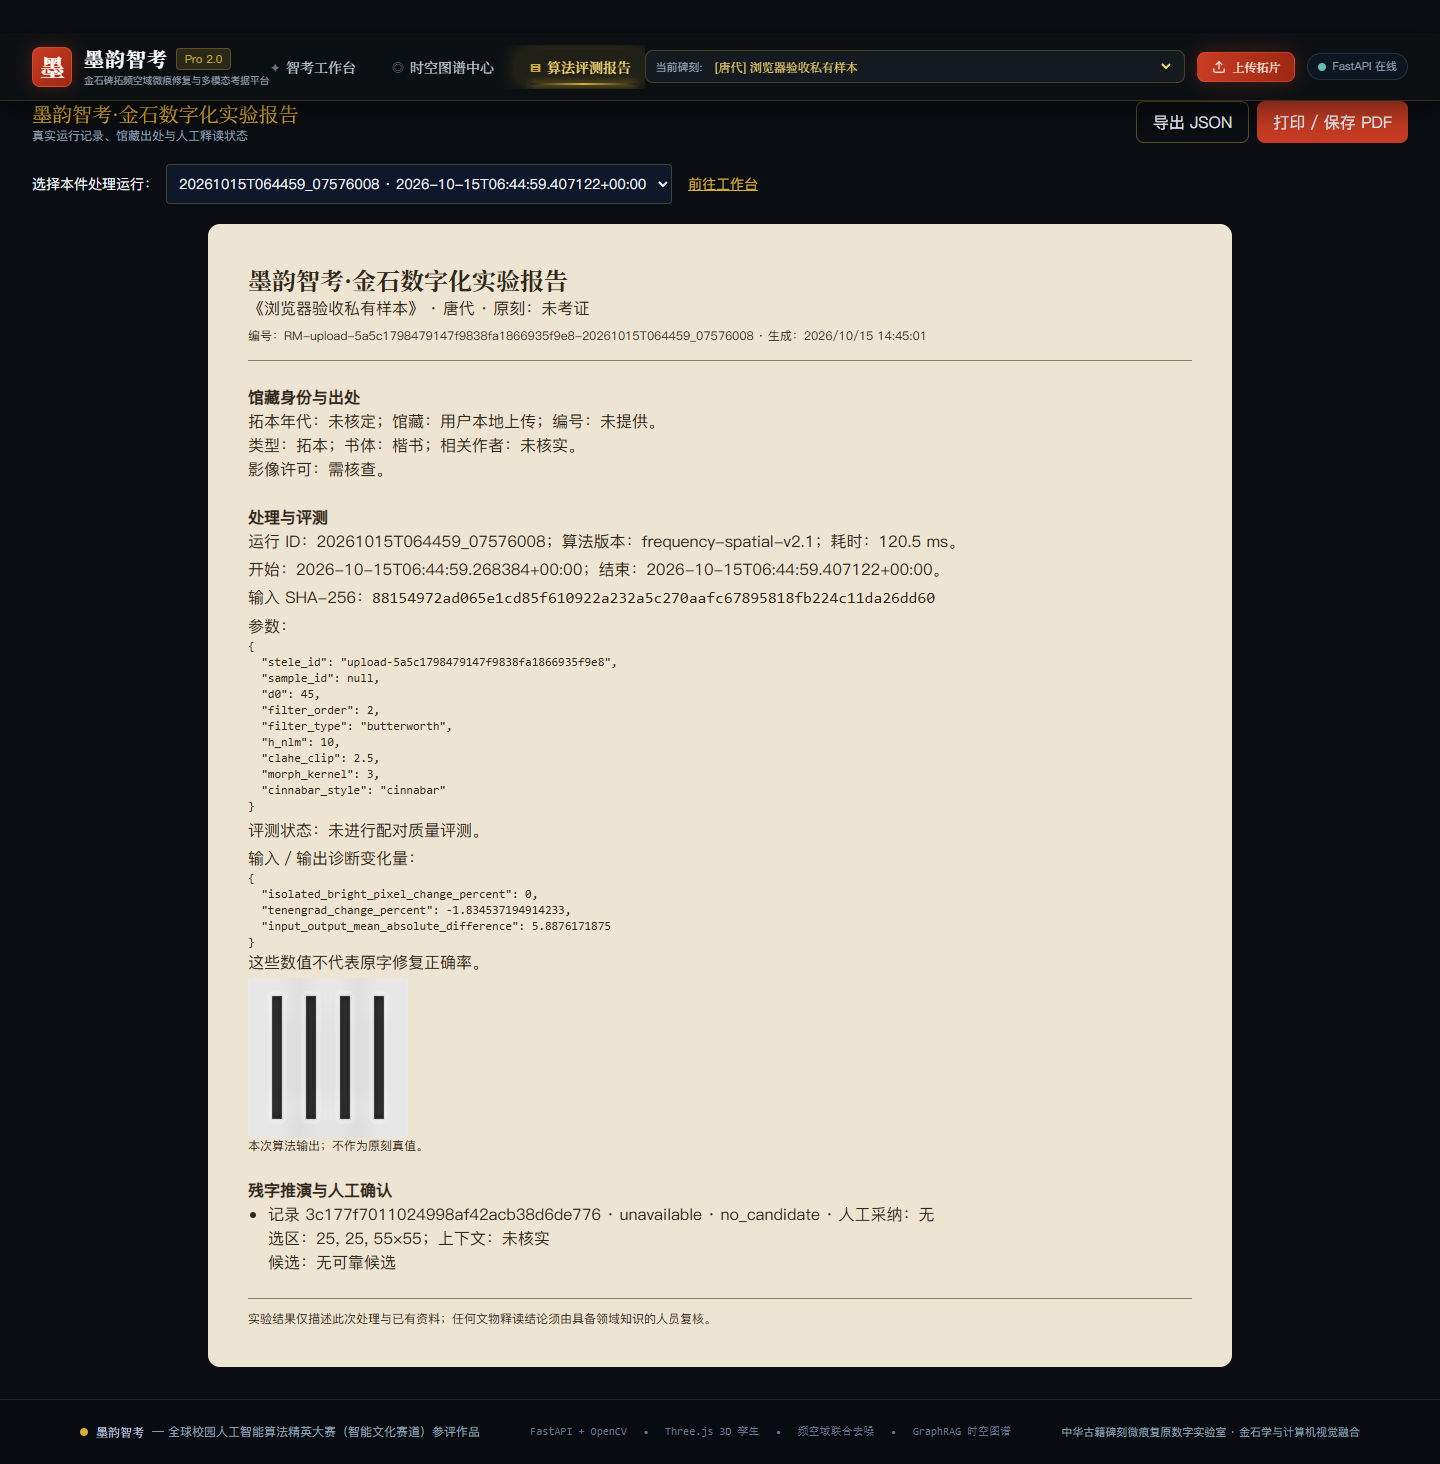 墨
墨韵智考 Pro 2.0
金石碑拓频空域微痕修复与多模态考据平台
智考工作台
时空图谱中心
算法评测报告
当前碑刻： [唐代] 浏览器验收私有样本
上传拓片
FastAPI 在线
墨韵智考·金石数字化实验报告
真实运行记录、馆藏出处与人工释读状态
导出 JSON
打印 / 保存 PDF
选择本件处理运行： 20261015T064459_07576008 · 2026-10-15T06:44:59.407122+00:00 前往工作台
墨韵智考·金石数字化实验报告
《浏览器验收私有样本》 · 唐代 · 原刻：未考证
编号：RM-upload-5a5c1798479147f9838fa1866935f9e8-20261015T064459_07576008 · 生成：2026/10/15 14:45:01
馆藏身份与出处
拓本年代：未核定；馆藏：用户本地上传；编号：未提供。
类型：拓本；书体：楷书；相关作者：未核实。
影像许可：需核查。
处理与评测
运行 ID：20261015T064459_07576008；算法版本：frequency-spatial-v2.1；耗时：120.5 ms。
开始：2026-10-15T06:44:59.268384+00:00；结束：2026-10-15T06:44:59.407122+00:00。
输入 SHA-256：88154972ad065e1cd85f610922a232a5c270aafc67895818fb224c11da26dd60
参数：
{
"stele_id": "upload-5a5c1798479147f9838fa1866935f9e8",
"sample_id": null,
"d0": 45,
"filter_order": 2,
"filter_type": "butterworth",
"h_nlm": 10,
"clahe_clip": 2.5,
"morph_kernel": 3,
"cinnabar_style": "cinnabar"
}
评测状态：未进行配对质量评测。
输入 / 输出诊断变化量：
{
"isolated_bright_pixel_change_percent": 0,
"tenengrad_change_percent": -1.834537194914233,
"input_output_mean_absolute_difference": 5.8876171875
}
这些数值不代表原字修复正确率。
本次算法输出；不作为原刻真值。
残字推演与人工确认
• 记录 3c177f7011024998af42acb38d6de776 · unavailable · no_candidate · 人工采纳：无
选区：25, 25, 55×55；上下文：未核实
候选：无可靠候选
实验结果仅描述此次处理与已有资料；任何文物释读结论须由具备领域知识的人员复核。
墨韵智考 — 全球校园人工智能算法精英大赛（智能文化赛道）参评作品
FastAPI + OpenCV • Three.js 3D 孪生 • 频空域联合去噪 • GraphRAG 时空图谱
中华古籍碑刻微痕复原数字实验室 · 金石学与计算机视觉融合